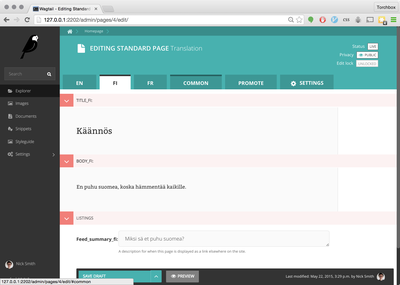 Wagtail - Editing Standard
Torchbox
127.0.0.1:2202/admin/pages/4/edit/
Homepage
EDITING STANDARD PAGE Translation
Status LIVE
Privacy PUBLIC
Edit lock UNLOCKED
Search
EN
FI
FR
COMMON
PROMOTE
SETTINGS
Explorer
Images
Documents
Snippets
Styleguide
Settings
TITLE_FI
Käännös
BODY_FI
En puhu suomea, koska hämmentää kaikille.
LISTINGS
Feed_summary_fi:
Miksi sä et puhu suomea?
A description for when this page is displayed as a link elsewhere on the site
Nick Smith
SAVE DRAFT
PREVIEW
Last modified: May 22, 2015, 3:29 p.m. by Nick Smith
127.0.0.1:2202/admin/pages/4/edit/#common